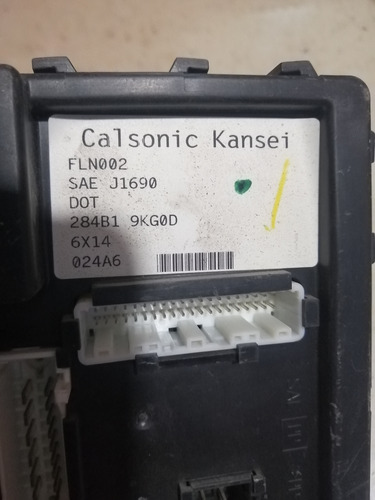 Calsonic Kansei
FLN002
SAE J1690
DOT
284B1 9KG0D
6X14
024A6